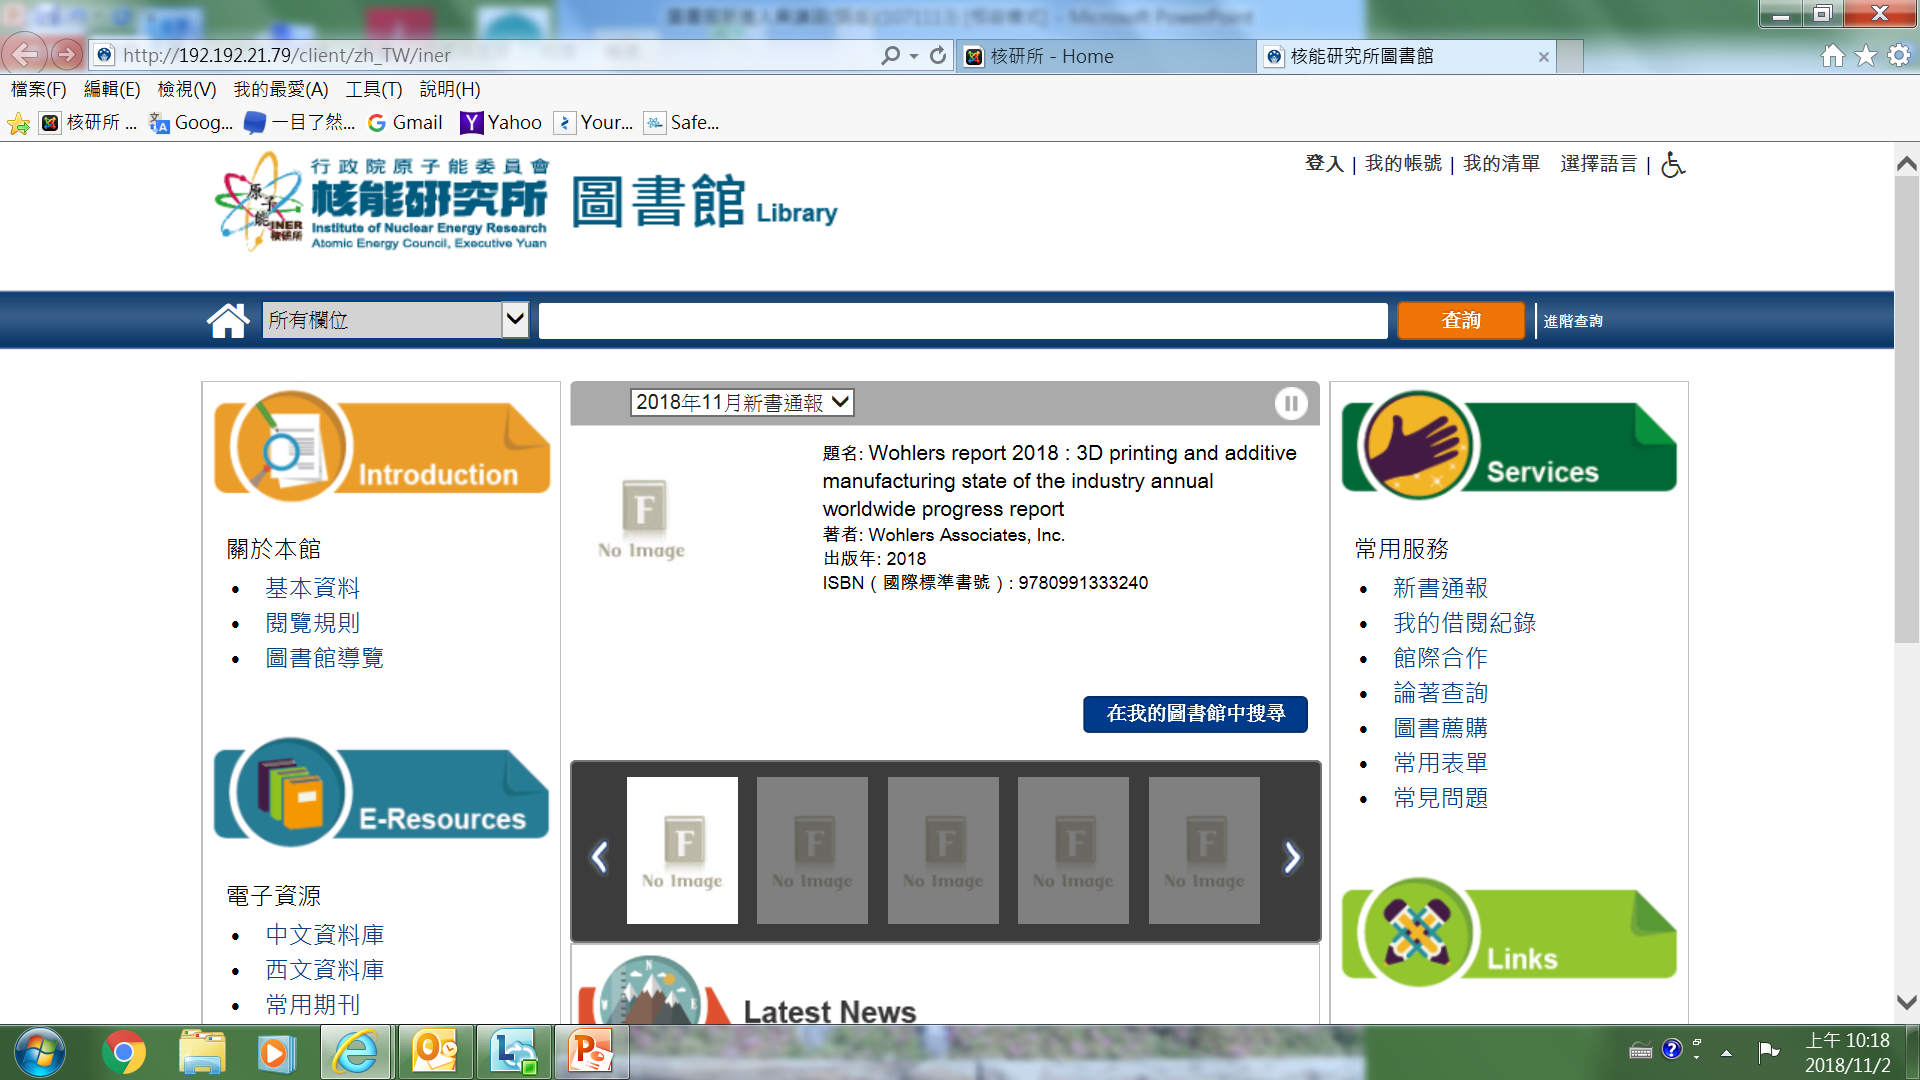 http://192.192.21.79/client/zh_TW/iner
核研所 - Home
核能研究所圖書館
檔案(F) 編輯(E) 檢視(V) 我的最愛(A) 工具(T) 說明(H)
核研所 ... Goog... 一目了然... Gmail Yahoo Your... Safe...
行政院原子能委員會
核能研究所
Institute of Nuclear Energy Research
Atomic Energy Council, Executive Yuan
原子能
INER
核研所
圖書館 Library
登入 | 我的帳號 | 我的清單 選擇語言 |
所有欄位
查詢
進階查詢
Introduction
關於本館
• 基本資料
• 閱覽規則
• 圖書館導覽
E-Resources
電子資源
• 中文資料庫
• 西文資料庫
• 常用期刊
2018年11月新書通報
F
No Image
題名: Wohlers report 2018 : 3D printing and additive
manufacturing state of the industry annual
worldwide progress report
著者: Wohlers Associates, Inc.
出版年: 2018
ISBN ( 國際標準書號 ) : 9780991333240
在我的圖書館中搜尋
F F F F F
No Image No Image No Image No Image No Image
N
W E
Latest News
Services
常用服務
• 新書通報
• 我的借閱紀錄
• 館際合作
• 論著查詢
• 圖書薦購
• 常用表單
• 常見問題
Links
上午 10:18
2018/11/2